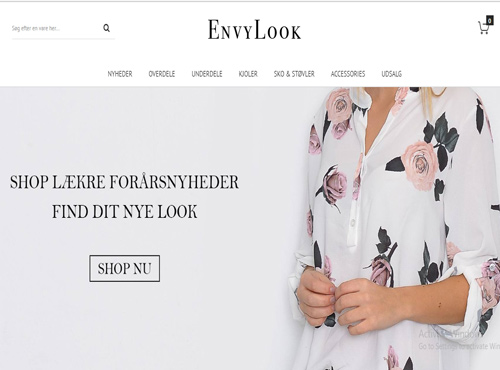 Søg efter en vare her...
EnvyLook
0
NYHEDER OVERDELE UNDERDELE KJOLER SKO & STØVLER ACCESSORIES UDSALG
SHOP LÆKRE FORÅRSNYHEDER
FIND DIT NYE LOOK
SHOP NU
Activate Windows
Go to Settings to activate Win